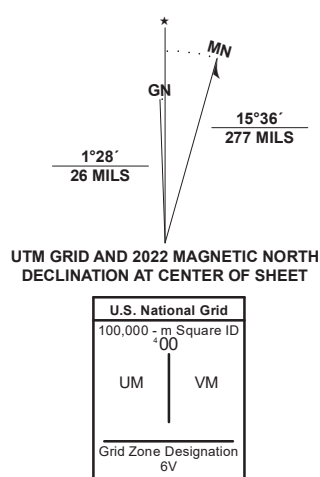 ★
MN
GN
15°36´
277 MILS
1°28´
26 MILS
UTM GRID AND 2022 MAGNETIC NORTH
DECLINATION AT CENTER OF SHEET
U.S. National Grid
100,000 - m Square ID
⁴00
UM VM
Grid Zone Designation
6V